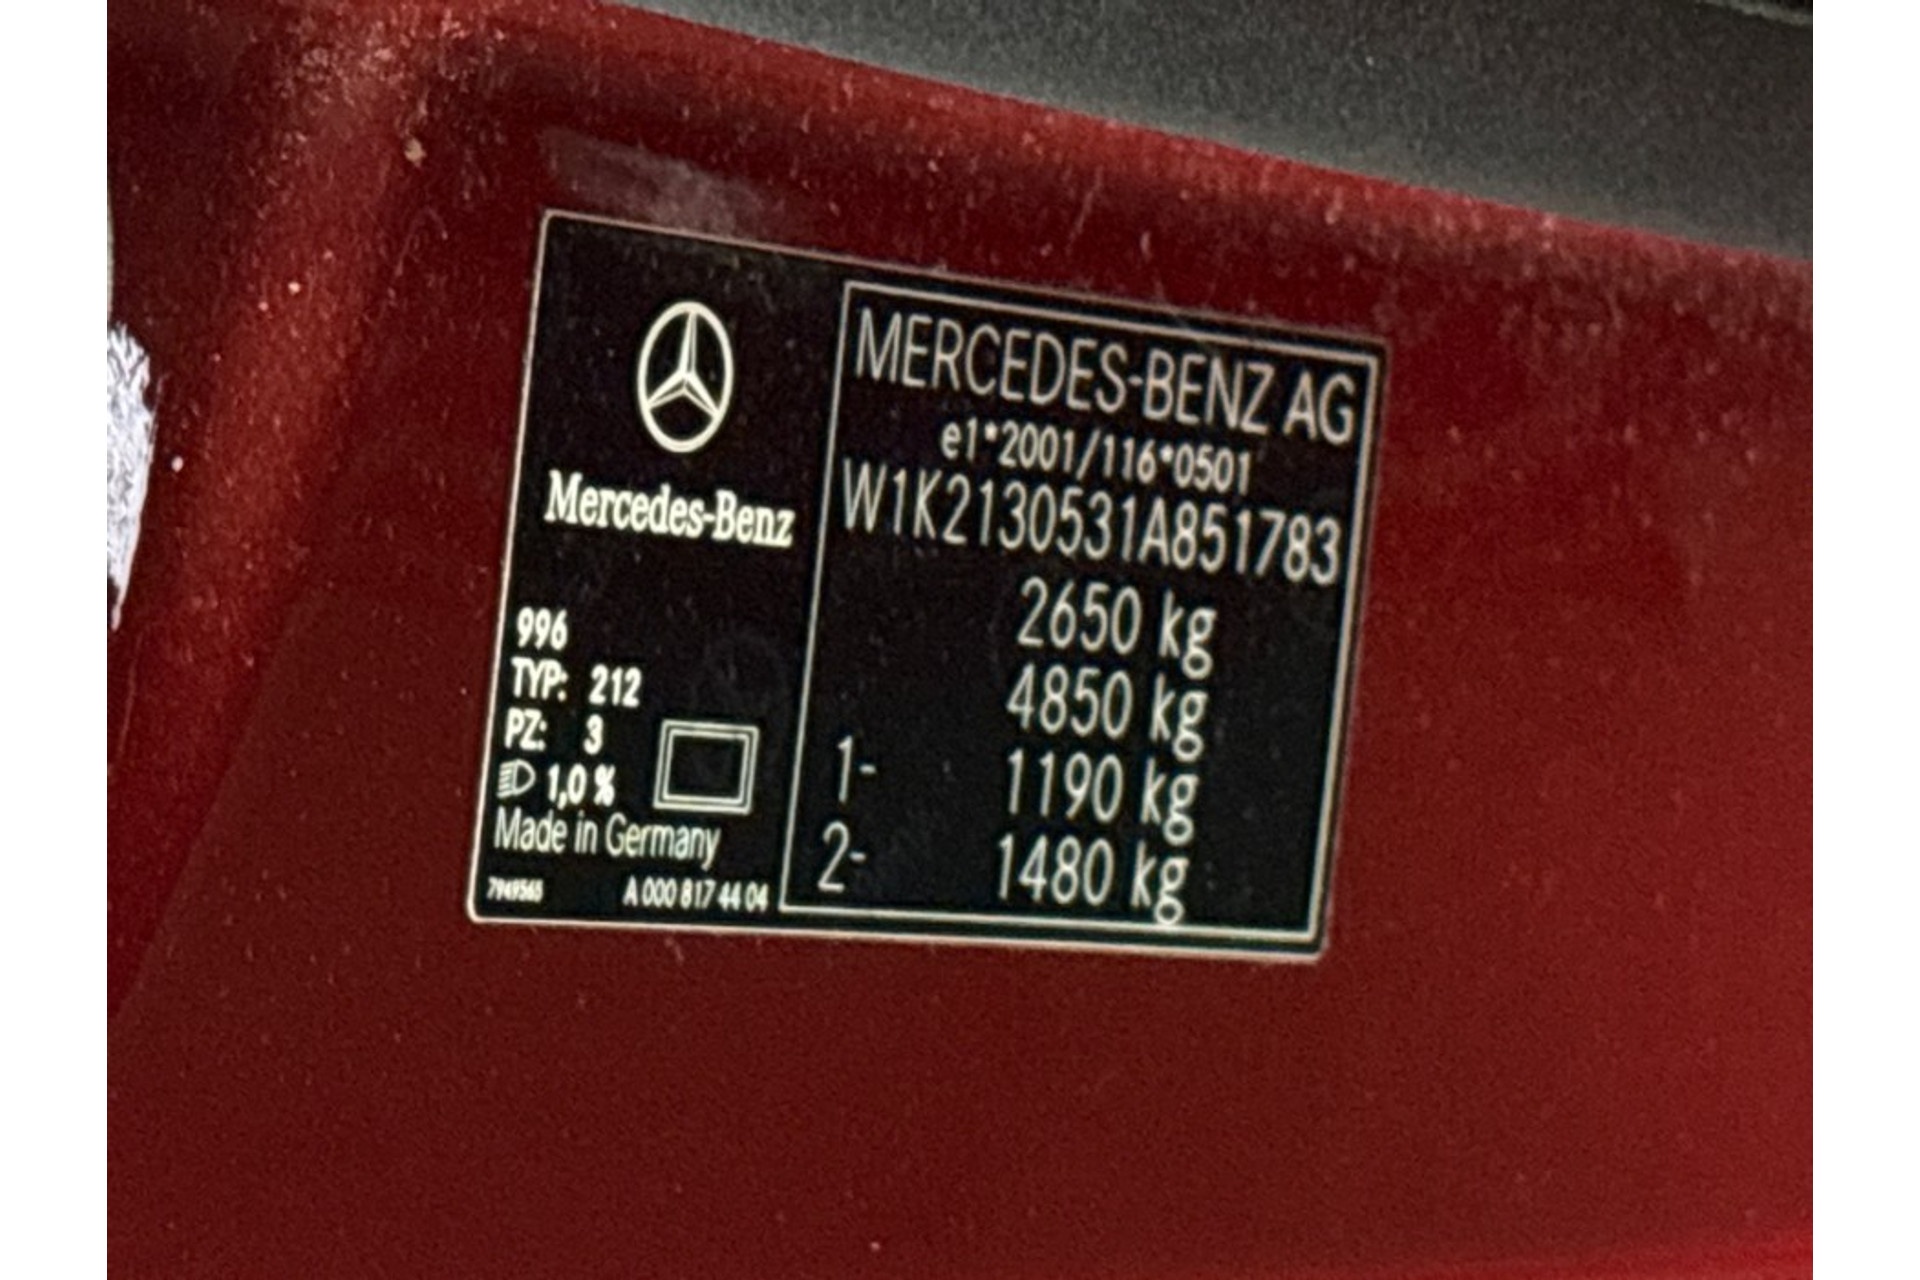 Mercedes-Benz
996
TYP: 212
PZ: 3
1,0 %
Made in Germany
A 000 817 44 04
MERCEDES-BENZ AG
e1*2001/116*0501
W1K2130531A851783
2650 kg
4850 kg
1- 1190 kg
2- 1480 kg